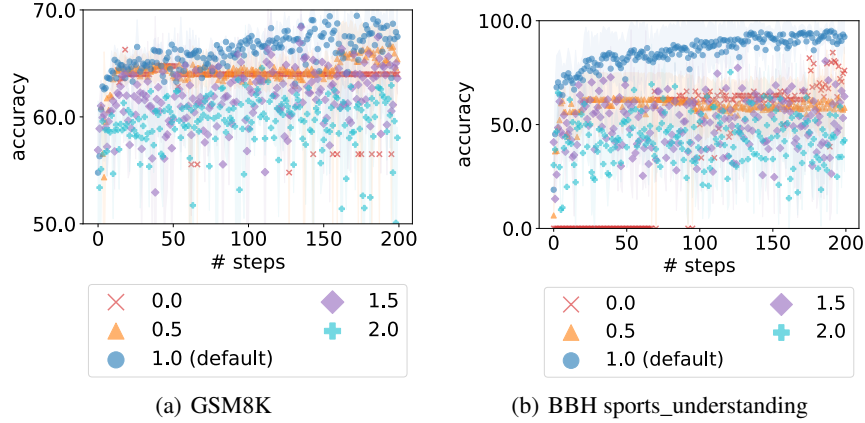 70.0
60.0
50.0
accuracy
0 50 100 150 200
# steps
0.0 1.5
0.5 2.0
1.0 (default)
(a) GSM8K
100.0
50.0
0.0
accuracy
0 50 100 150 200
# steps
0.0 1.5
0.5 2.0
1.0 (default)
(b) BBH sports_understanding